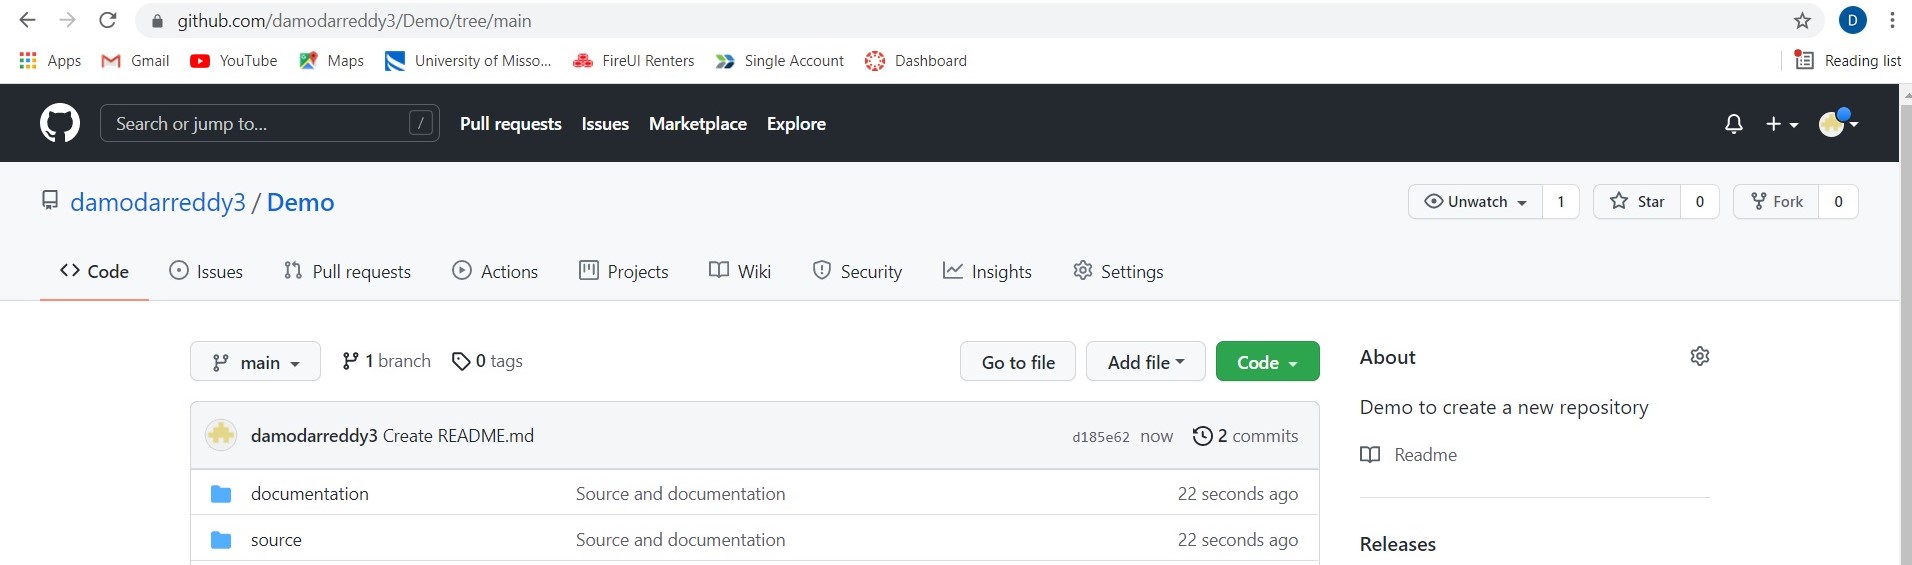 github.com/damodarreddy3/Demo/tree/main
D
Apps Gmail YouTube Maps University of Misso... FireUI Renters Single Account Dashboard Reading list
Search or jump to... / Pull requests Issues Marketplace Explore
damodarreddy3 / Demo Unwatch 1 Star 0 Fork 0
Code Issues Pull requests Actions Projects Wiki Security Insights Settings
main 1 branch 0 tags Go to file Add file Code About
Demo to create a new repository
damodarreddy3 Create README.md d185e62 now 2 commits
Readme
documentation Source and documentation 22 seconds ago
source Source and documentation 22 seconds ago
Releases